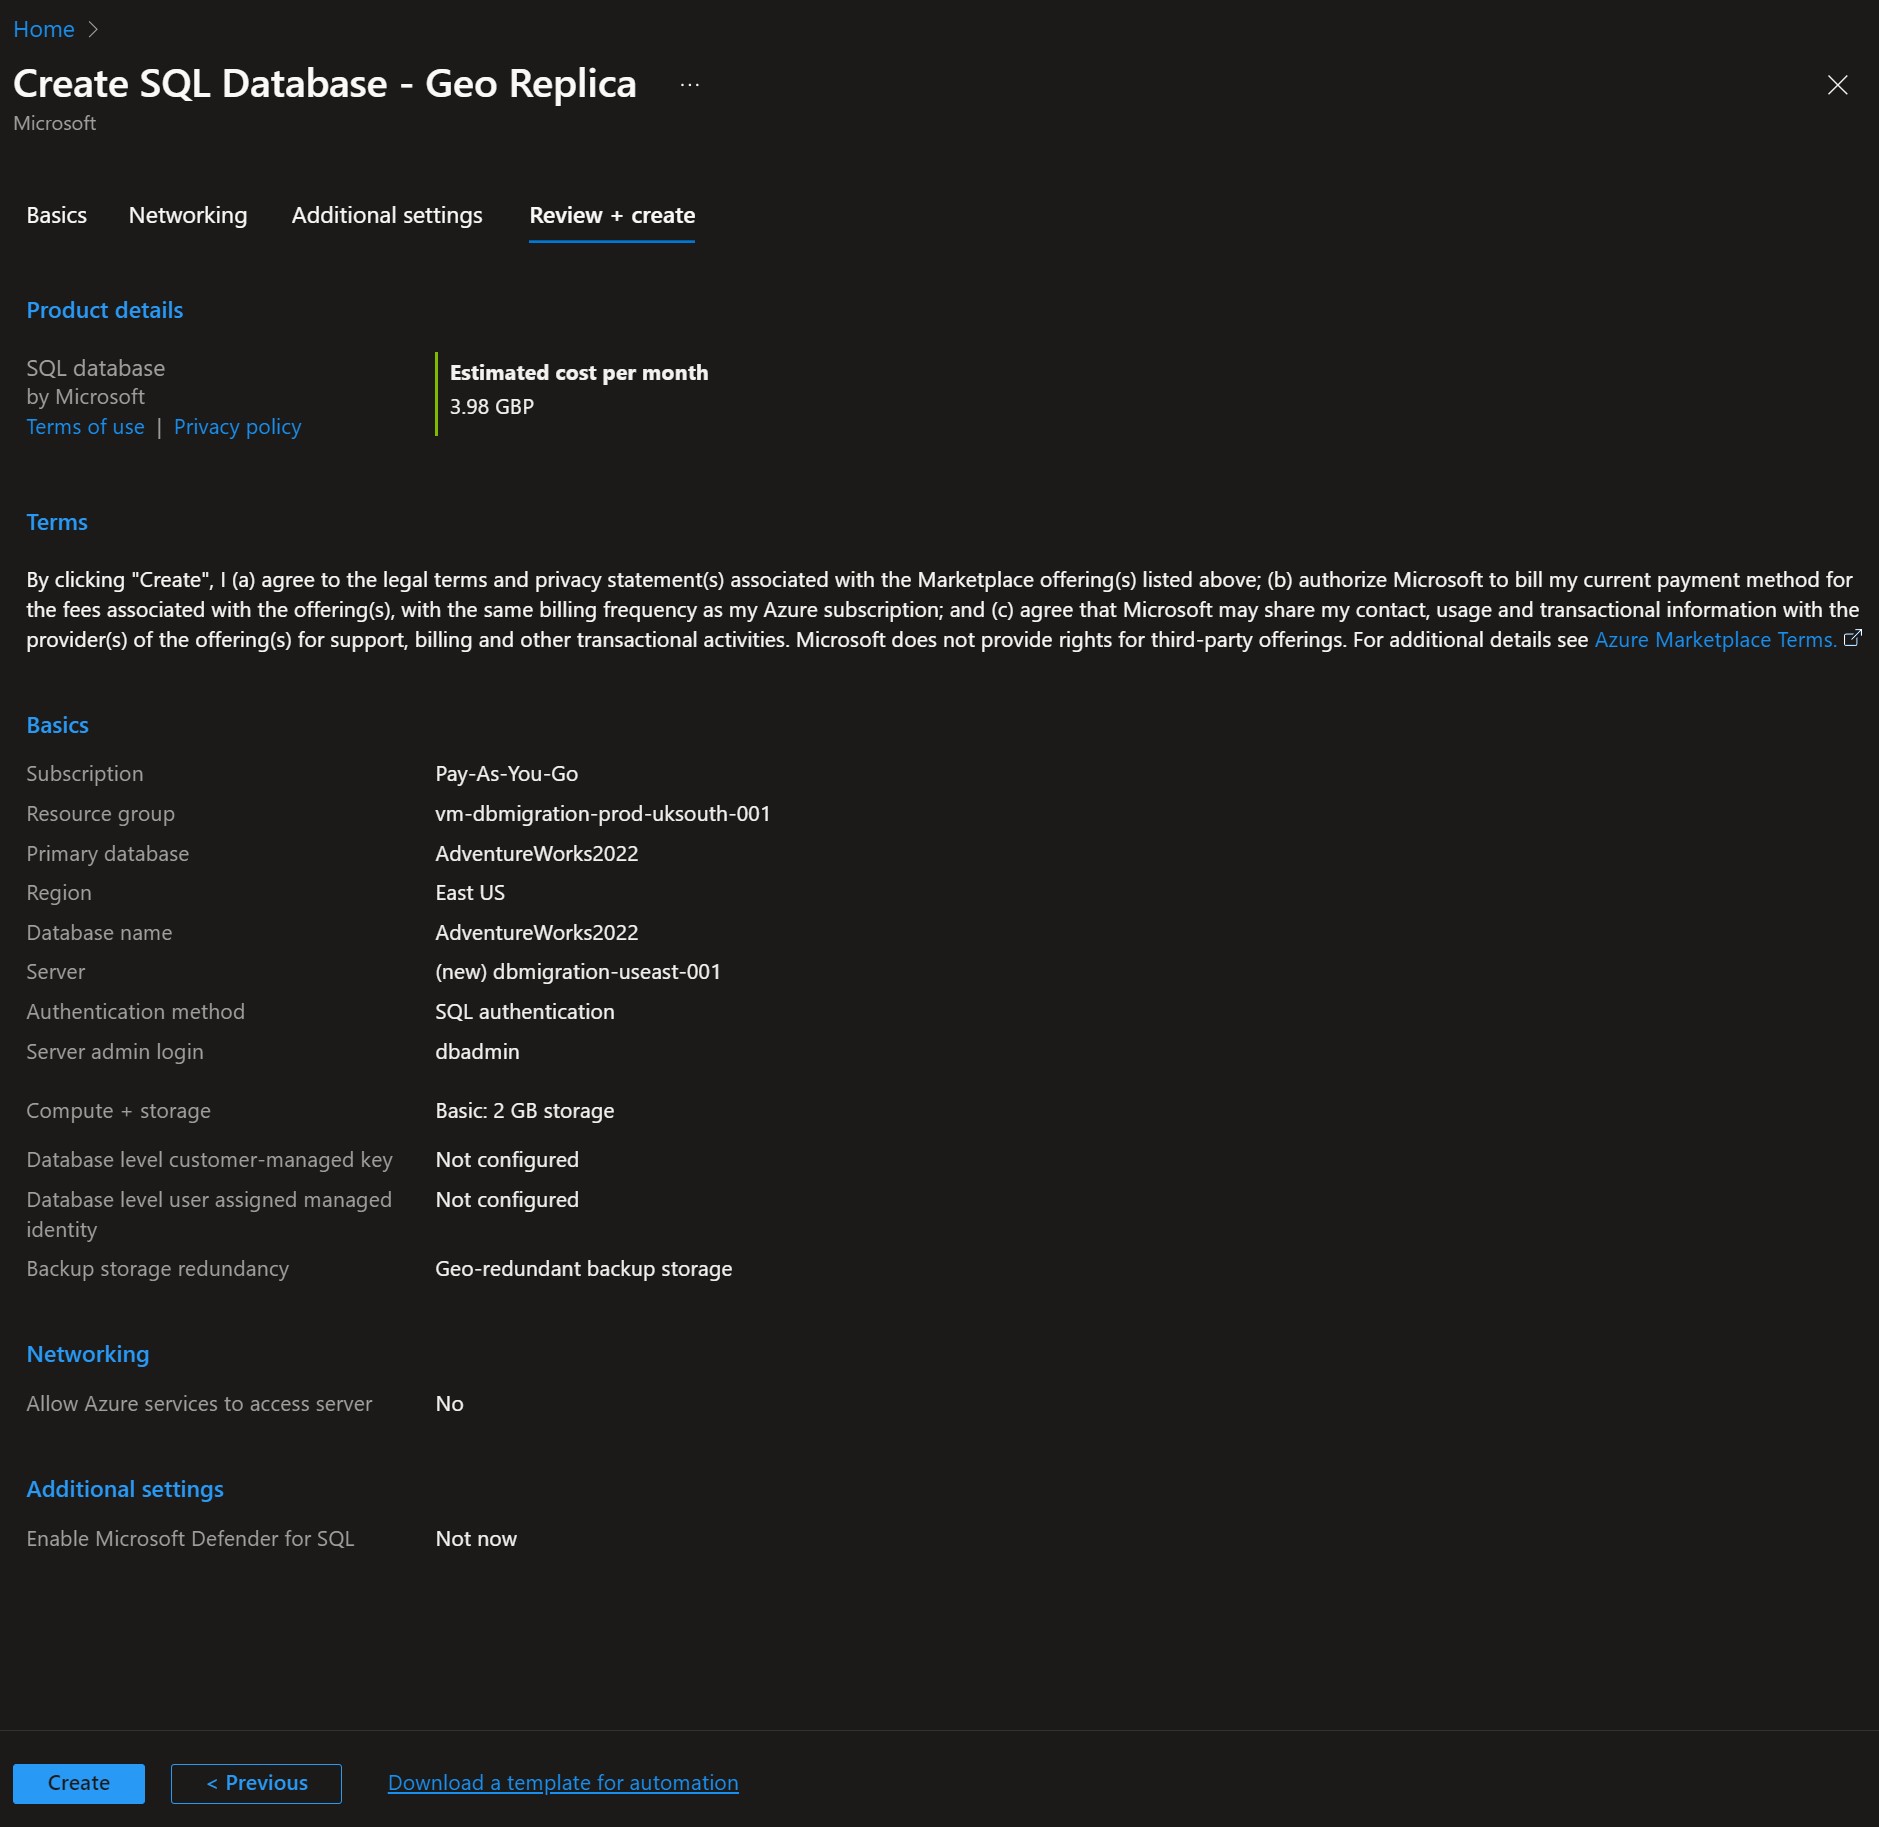 Home >
Create SQL Database - Geo Replica ...
Microsoft
Basics Networking Additional settings Review + create
Product details
SQL database
by Microsoft
Terms of use | Privacy policy
Estimated cost per month
3.98 GBP
Terms
By clicking "Create", I (a) agree to the legal terms and privacy statement(s) associated with the Marketplace offering(s) listed above; (b) authorize Microsoft to bill my current payment method for
the fees associated with the offering(s), with the same billing frequency as my Azure subscription; and (c) agree that Microsoft may share my contact, usage and transactional information with the
provider(s) of the offering(s) for support, billing and other transactional activities. Microsoft does not provide rights for third-party offerings. For additional details see Azure Marketplace Terms.
Basics
Subscription Pay-As-You-Go
Resource group vm-dbmigration-prod-uksouth-001
Primary database AdventureWorks2022
Region East US
Database name AdventureWorks2022
Server (new) dbmigration-useast-001
Authentication method SQL authentication
Server admin login dbadmin
Compute + storage Basic: 2 GB storage
Database level customer-managed key Not configured
Database level user assigned managed Not configured
identity
Backup storage redundancy Geo-redundant backup storage
Networking
Allow Azure services to access server No
Additional settings
Enable Microsoft Defender for SQL Not now
Create < Previous Download a template for automation